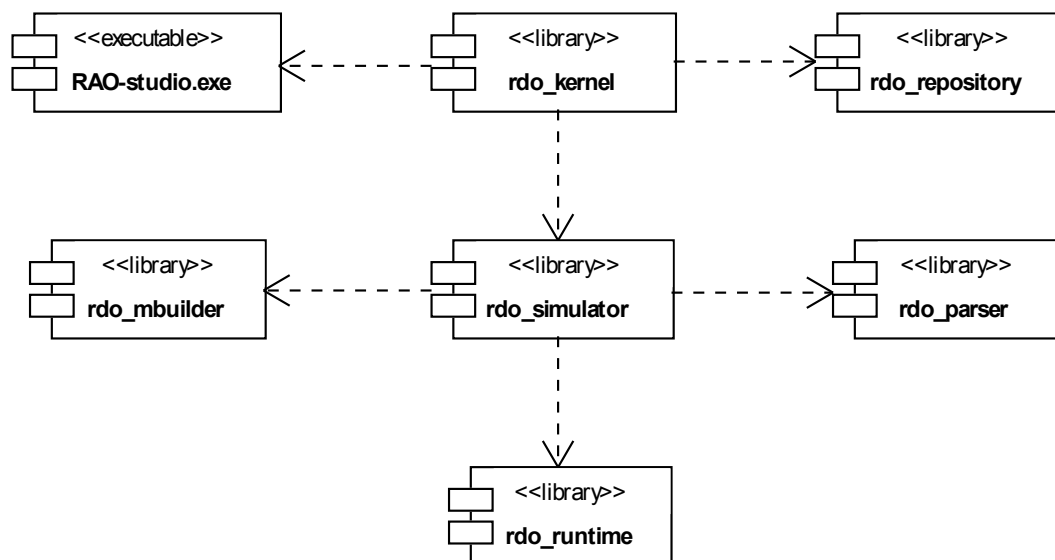 <<executable>>
RAO-studio.exe
<<library>>
rdo_kernel
<<library>>
rdo_repository
<<library>>
rdo_mbuilder
<<library>>
rdo_simulator
<<library>>
rdo_parser
<<library>>
rdo_runtime